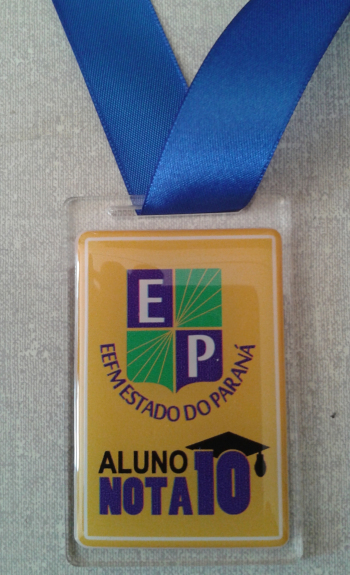 E
P
EEFM ESTADO DO PARANÁ
ALUNO
NOTA 10